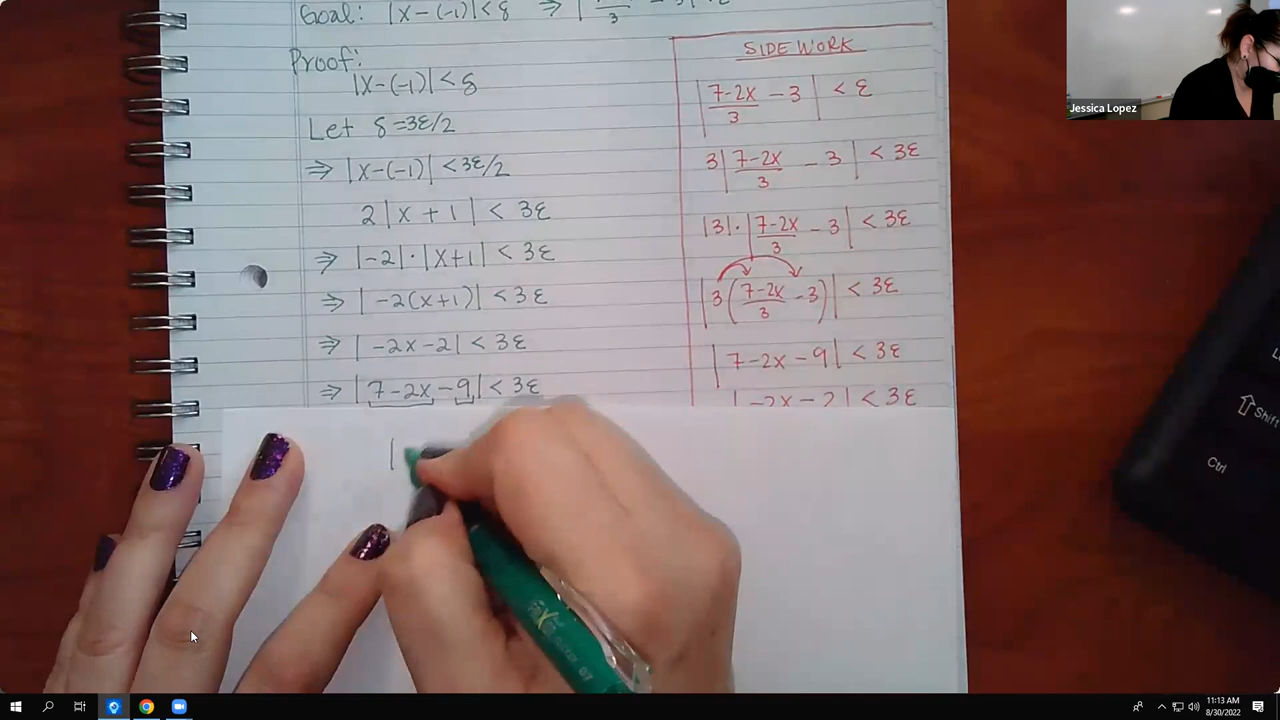 Goal: |x-(-1)| < δ ⇒
Proof:
|x-(-1)| < δ
Let δ = 3ε/2
⇒ |x-(-1)| < 3ε/2
2|x + 1| < 3ε
⇒ |-2|·|x+1| < 3ε
⇒ |-2(x+1)| < 3ε
⇒ |-2x-2| < 3ε
⇒ |7-2x-9| < 3ε
|
SIDE WORK
|7-2x/3 - 3| < ε
3|7-2x/3 - 3| < 3ε
|3|·|7-2x/3 - 3| < 3ε
|3(7-2x/3 - 3)| < 3ε
|7-2x-9| < 3ε
|-2x-2| < 3ε
Jessica Lopez
Shift
Ctrl
11:13 AM
8/30/2022